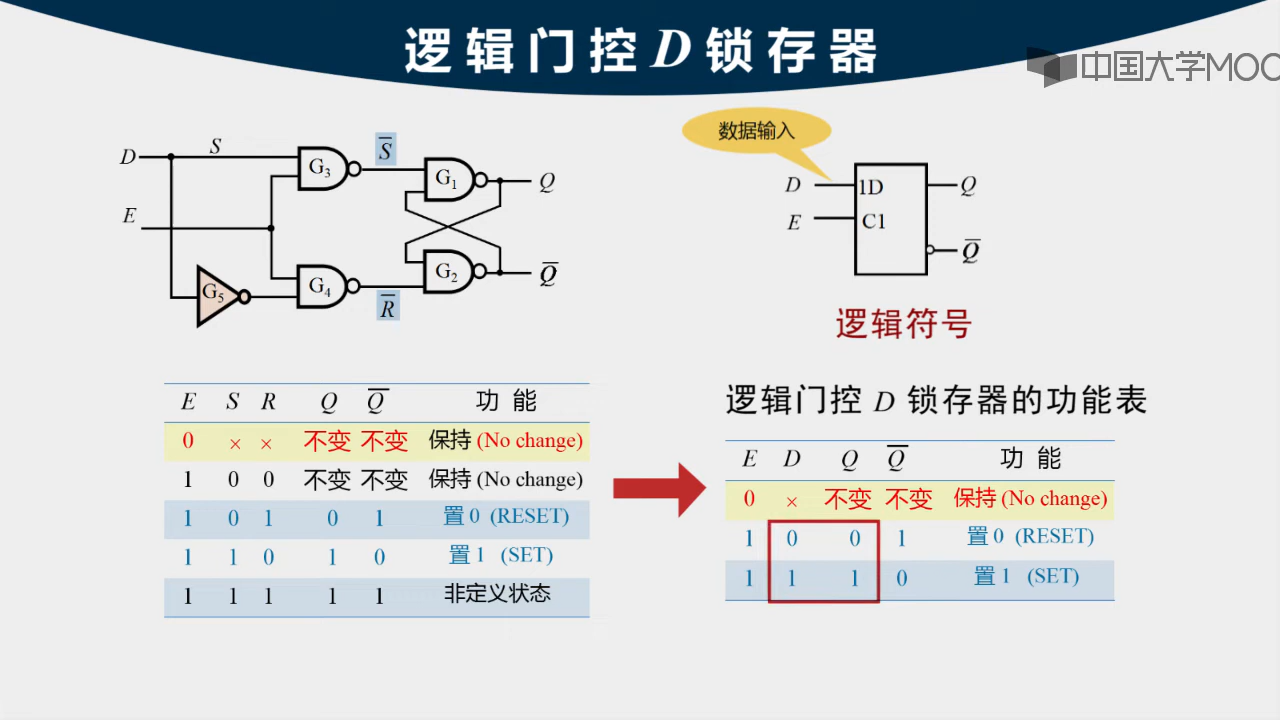 逻辑门控 D 锁存器
中国大学MOO
D
S
G₃
S̅
G₁
Q
E
G₅
G₄
R̅
G₂
Q̅
数据输入
D 1D Q
E C1
Q̅
逻辑符号
E S R Q Q̅ 功 能
0 × × 不变 不变 保持 (No change)
1 0 0 不变 不变 保持 (No change)
1 0 1 0 1 置 0 (RESET)
1 1 0 1 0 置 1 (SET)
1 1 1 1 1 非定义状态
逻辑门控 D 锁存器的功能表
E D Q Q̅ 功 能
0 × 不变 不变 保持 (No change)
1 0 0 1 置 0 (RESET)
1 1 1 0 置 1 (SET)